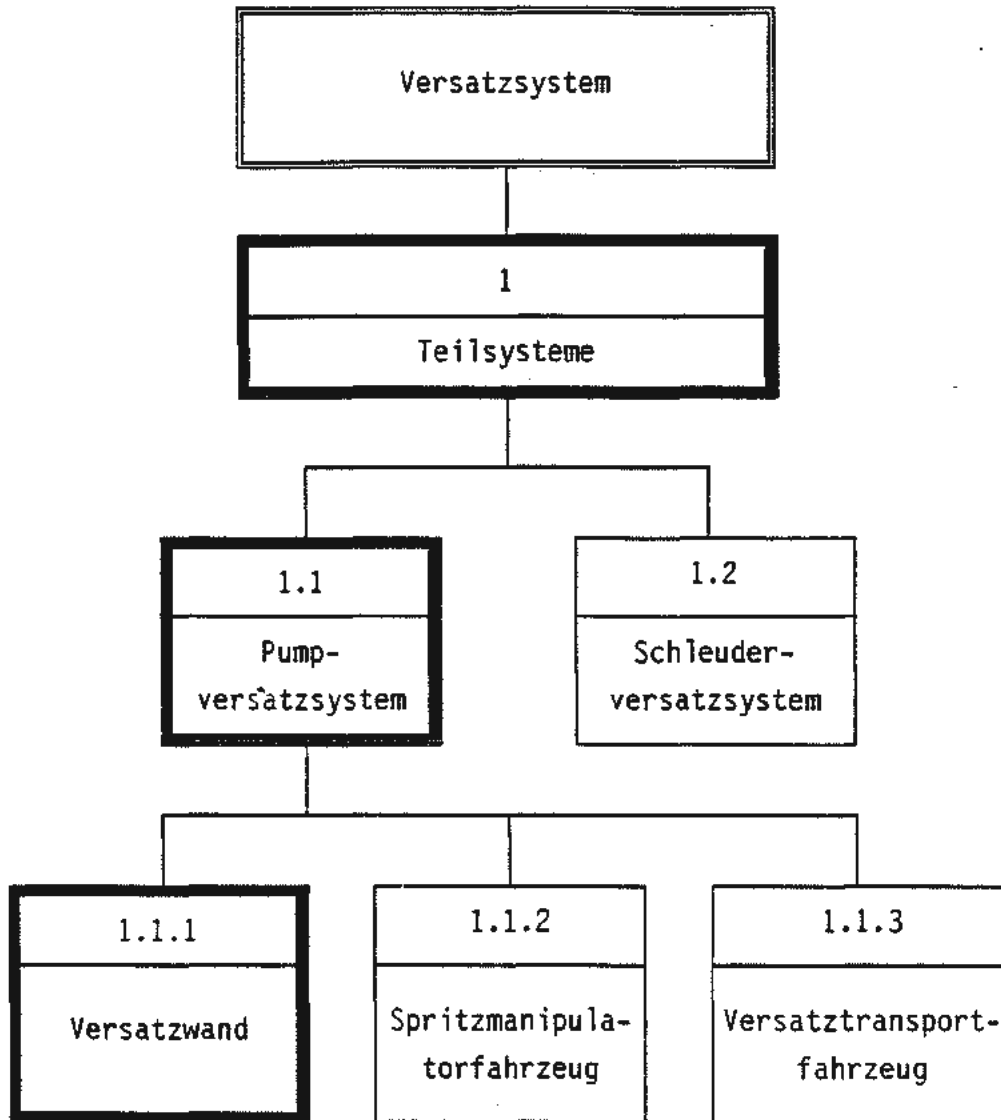 Versatzsystem
1
Teilsysteme
1.1
Pump-
versatzsystem
1.2
Schleuder-
versatzsystem
1.1.1
Versatzwand
1.1.2
Spritzmanipula-
torfahrzeug
1.1.3
Versatztransport-
fahrzeug